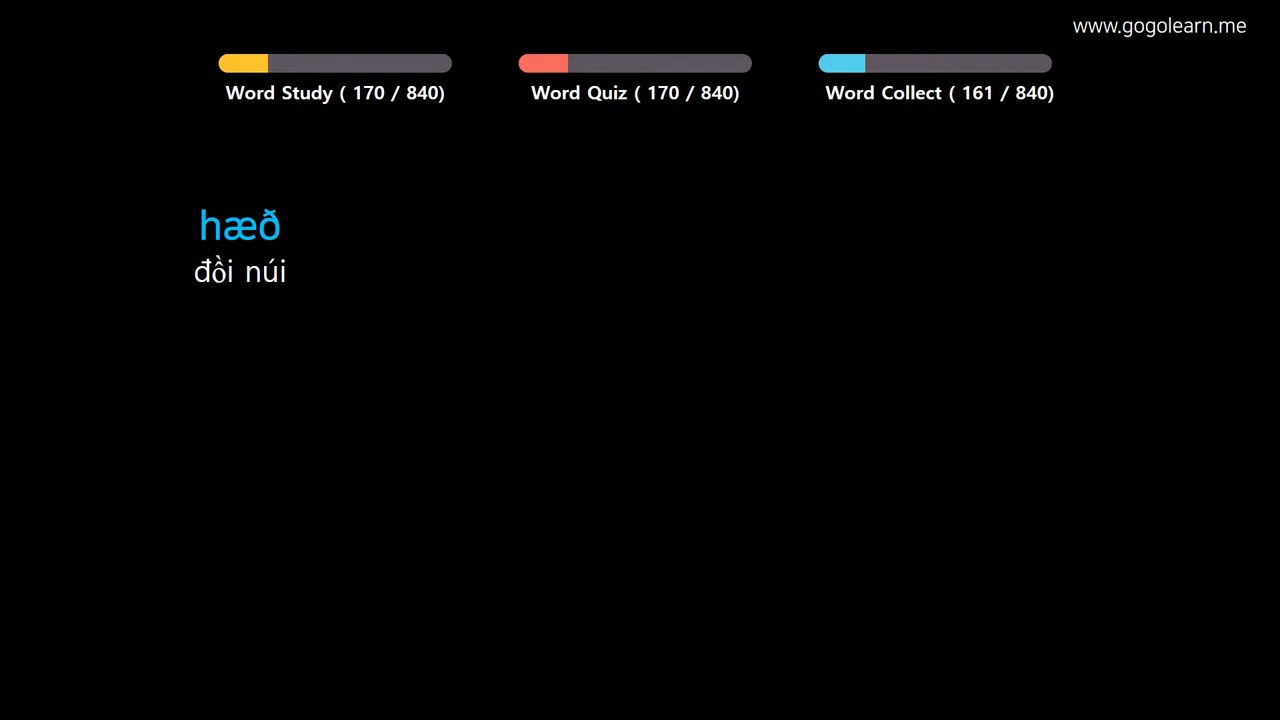 www.gogolearn.me
Word Study ( 170 / 840)
Word Quiz ( 170 / 840)
Word Collect ( 161 / 840)
hæð
đồi núi